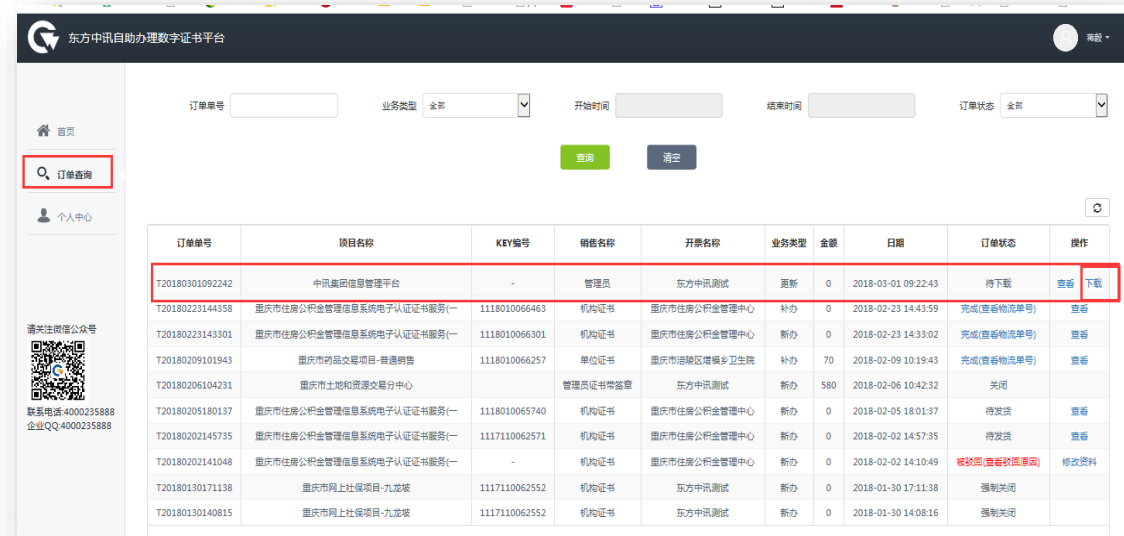 东方中讯自助办理数字证书平台
蒋毅
订单单号 业务类型 全部 开始时间 结束时间 订单状态 全部
首页
查询 清空
订单查询
个人中心
订单单号 项目名称 KEY编号 销售名称 开票名称 业务类型 金额 日期 订单状态 操作
T20180301092242 中讯集团信息管理平台 - 管理员 东方中讯测试 更新 0 2018-03-01 09:22:43 待下载 查看 下载
T20180223144358 重庆市住房公积金管理信息系统电子认证证书服务(一 1118010066463 机构证书 重庆市住房公积金管理中心 补办 0 2018-02-23 14:43:59 完成(查看物流单号) 查看
T20180223143301 重庆市住房公积金管理信息系统电子认证证书服务(一 1118010066301 机构证书 重庆市住房公积金管理中心 新办 0 2018-02-23 14:33:02 完成(查看物流单号) 查看
T20180209101943 重庆市药品交易项目-普通销售 1118010066257 单位证书 重庆市涪陵区增福乡卫生院 补办 70 2018-02-09 10:19:43 完成(查看物流单号) 查看
T20180206104231 重庆市土地和资源交易分中心 管理员证书带签章 东方中讯测试 新办 580 2018-02-06 10:42:32 关闭
T20180205180137 重庆市住房公积金管理信息系统电子认证证书服务(一 1118010065740 机构证书 重庆市住房公积金管理中心 新办 0 2018-02-05 18:01:37 待发货 查看
T20180202145735 重庆市住房公积金管理信息系统电子认证证书服务(一 1117110062571 机构证书 重庆市住房公积金管理中心 新办 0 2018-02-02 14:57:35 待发货 查看
T20180202141048 重庆市住房公积金管理信息系统电子认证证书服务(一 - 机构证书 重庆市住房公积金管理中心 新办 0 2018-02-02 14:10:49 被驳回(查看驳回原因) 修改资料
T20180130171138 重庆市网上社保项目-九龙坡 1117110062552 机构证书 东方中讯测试 新办 0 2018-01-30 17:11:38 强制关闭
T20180130140815 重庆市网上社保项目-九龙坡 1117110062552 机构证书 东方中讯测试 新办 0 2018-01-30 14:08:16 强制关闭
请关注微信公众号
联系电话:4000235888
企业QQ:4000235888